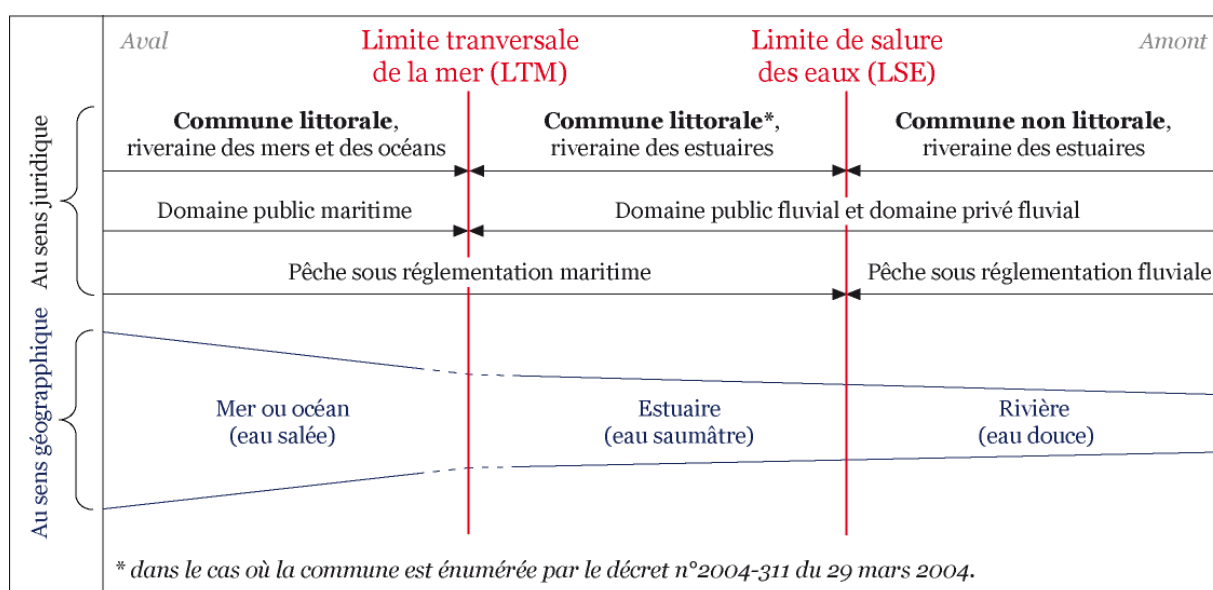 Aval
Limite tranversale
de la mer (LTM)
Limite de salure
des eaux (LSE)
Amont
Au sens juridique
Commune littorale,
riveraine des mers et des océans
Commune littorale*,
riveraine des estuaires
Commune non littorale,
riveraine des estuaires
Domaine public maritime
Domaine public fluvial et domaine privé fluvial
Pêche sous réglementation maritime
Pêche sous réglementation fluviale
Au sens géograpphique
Mer ou océan
(eau salée)
Estuaire
(eau saumâtre)
Rivière
(eau douce)
* dans le cas où la commune est énumérée par le décret n°2004-311 du 29 mars 2004.